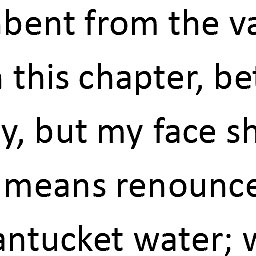 bent from the va
this chapter, bet
y, but my face sh
means renounce
antucket water; w